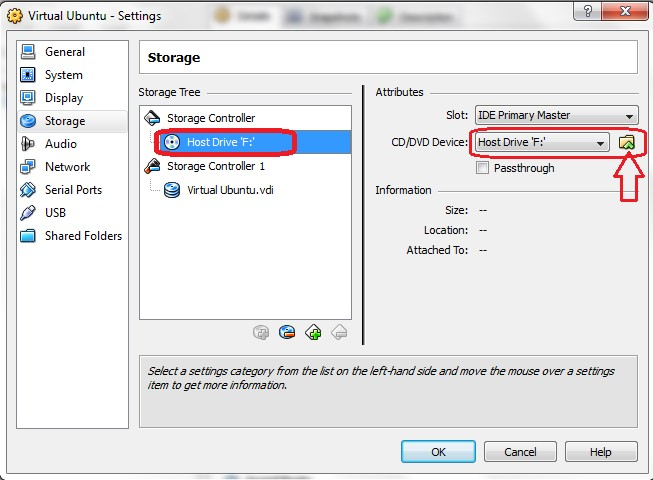 Virtual Ubuntu - Settings
General
System
Display
Storage
Audio
Network
Serial Ports
USB
Shared Folders
Storage
Storage Tree
Storage Controller
Host Drive 'F:'
Storage Controller 1
Virtual Ubuntu.vdi
Attributes
Slot: IDE Primary Master
CD/DVD Device: Host Drive 'F:'
Passthrough
Information
Size: --
Location: --
Attached To: --
Select a settings category from the list on the left-hand side and move the mouse over a settings
item to get more information.
OK
Cancel
Help